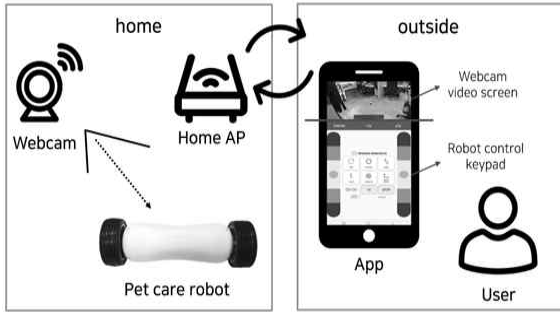 home
outside
Webcam
Home AP
Webcam
video screen
Robot control
keypad
Pet care robot
App
User